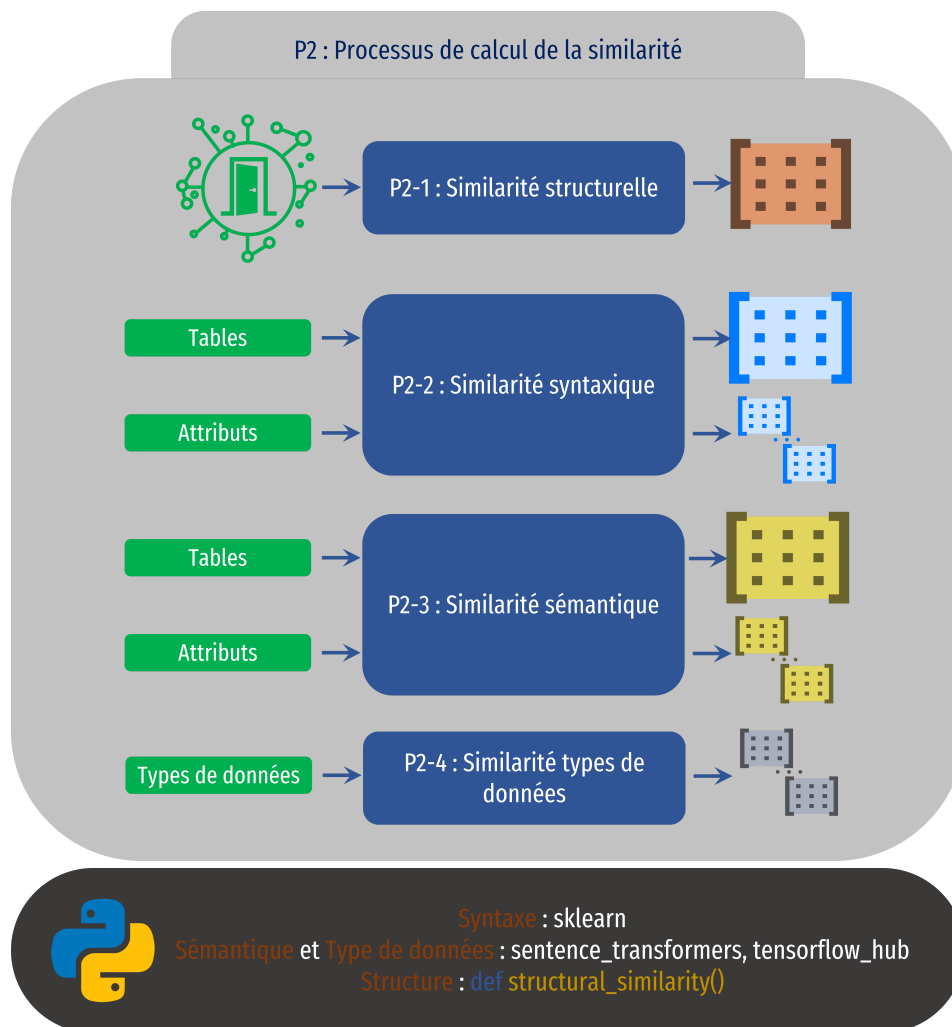 P2 : Processus de calcul de la similarité
P2-1 : Similarité structurelle
Tables
P2-2 : Similarité syntaxique
Attributs
Tables
P2-3 : Similarité sémantique
Attributs
Types de données
P2-4 : Similarité types de
données
Syntaxe : sklearn
Sémantique et Type de données : sentence_transformers, tensorflow_hub
Structure : def structural_similarity()